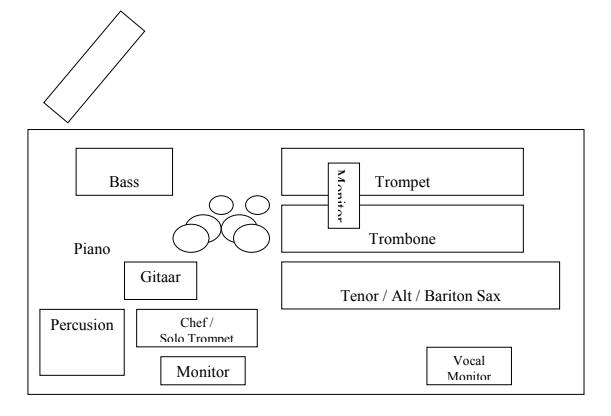 Bass
Monitor
Trompet
Trombone
Piano
Gitaar
Tenor / Alt / Bariton Sax
Percusion
Chef /
Solo Trompet
Monitor
Vocal
Monitor